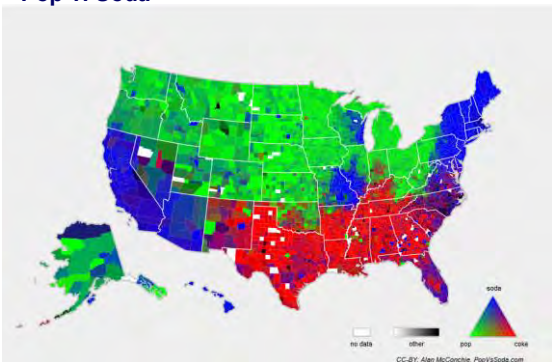 Pop v. Soda
soda
no data
other
pop
coke
CC-BY: Alan McConchie, PopVsSoda.com